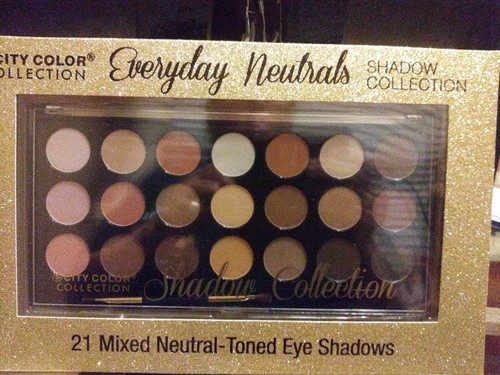 CITY COLOR®
COLLECTION
Everyday Neutrals
SHADOW
COLLECTION
©CITY COLOR
COLLECTION
Shadow Collection
21 Mixed Neutral-Toned Eye Shadows